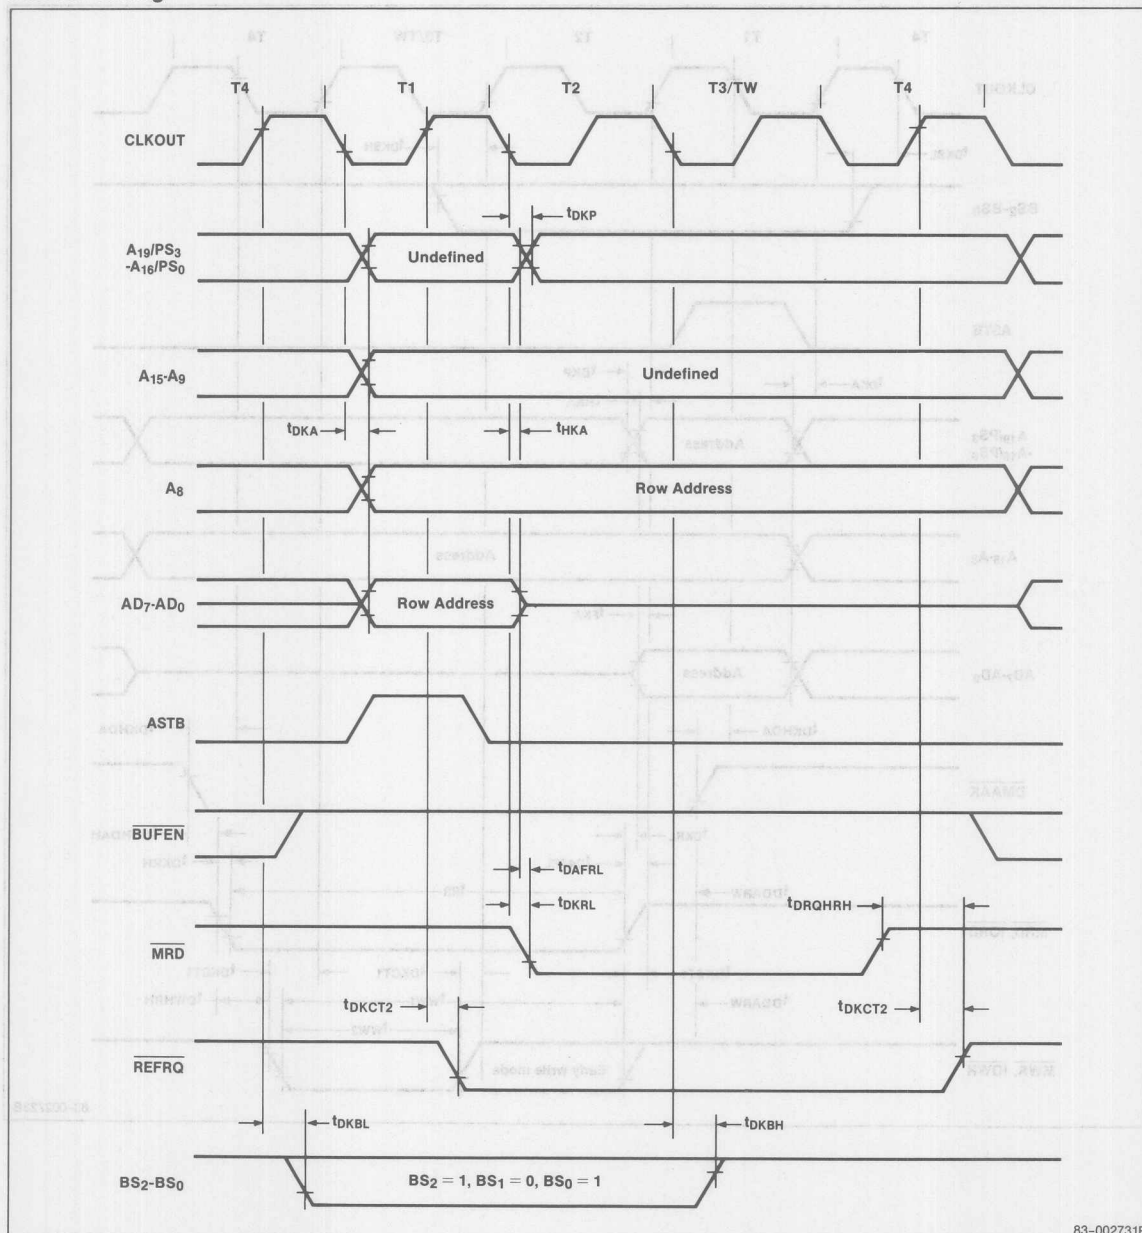 T4 T1 T2 T3/TW T4
CLKOUT
tDKP
A19/PS3
-A16/PS0
Undefined
A15-A9
Undefined
tDKA
tHKA
A8
Row Address
AD7-AD0
Row Address
ASTB
BUFEN
tDAFRL
tDKRL
tDRQHRH
MRD
tDKCT2
tDKCT2
REFRQ
tDKBL
tDKBH
BS2-BS0
BS2 = 1, BS1 = 0, BS0 = 1